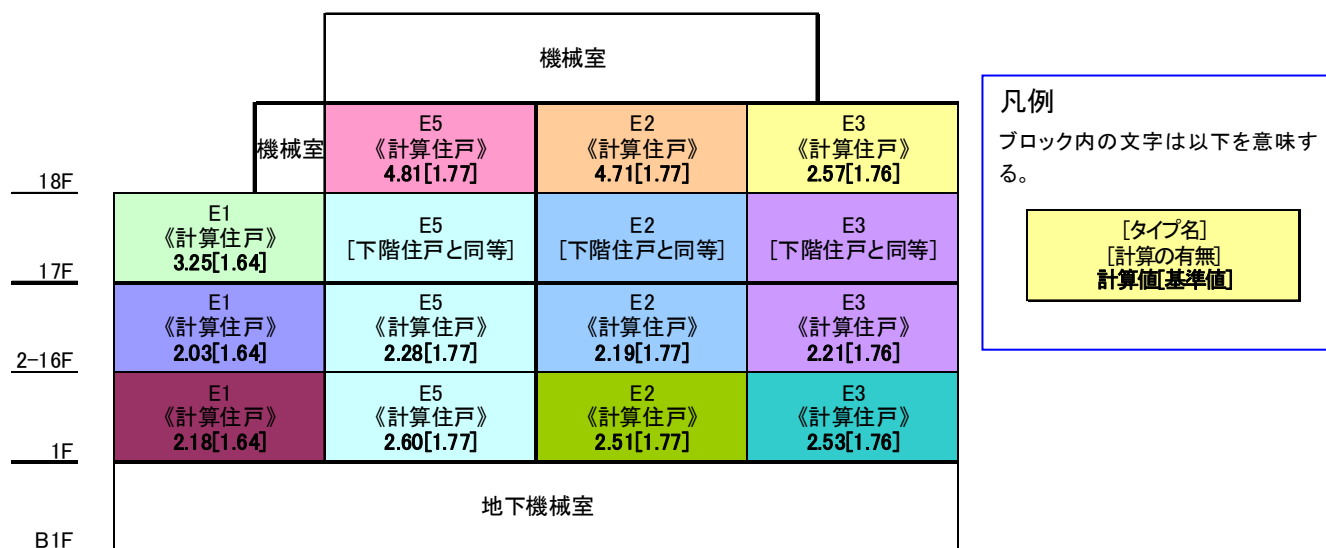 機械室
機械室
E5
《計算住戸》
4.81[1.77]
E2
《計算住戸》
4.71[1.77]
E3
《計算住戸》
2.57[1.76]
18F
E1
《計算住戸》
3.25[1.64]
E5
[下階住戸と同等]
E2
[下階住戸と同等]
E3
[下階住戸と同等]
17F
E1
《計算住戸》
2.03[1.64]
E5
《計算住戸》
2.28[1.77]
E2
《計算住戸》
2.19[1.77]
E3
《計算住戸》
2.21[1.76]
2-16F
E1
《計算住戸》
2.18[1.64]
E5
《計算住戸》
2.60[1.77]
E2
《計算住戸》
2.51[1.77]
E3
《計算住戸》
2.53[1.76]
1F
地下機械室
B1F
凡例
ブロック内の文字は以下を意味す
る。
[タイプ名]
[計算の有無]
計算値[基準値]